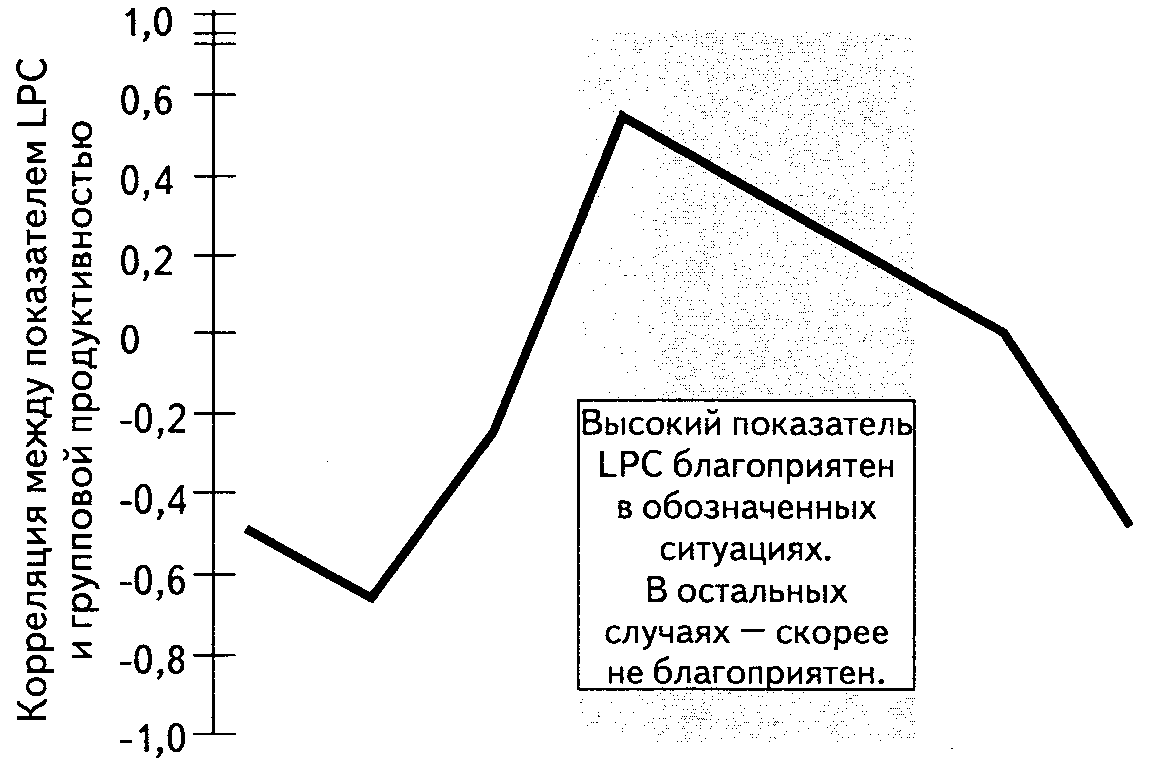 Корреляция между показателем LPC
и групповой продуктивностью
1,0
0,6
0,4
0,2
0
-0,2
-0,4
-0,6
-0,8
-1,0
Высокий показатель
LPC благоприятен
в обозначенных
ситуациях.
В остальных
случаях — скорее
не благоприятен.